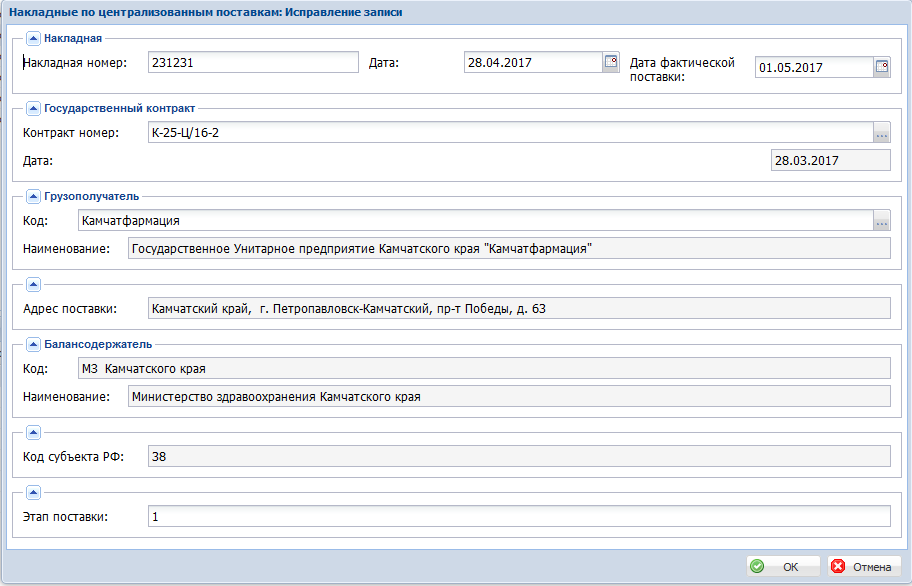 Накладные по централизованным поставкам: Исправление записи
Накладная
Накладная номер: 231231 Дата: 28.04.2017 Дата фактической поставки: 01.05.2017
Государственный контракт
Контракт номер: К-25-Ц/16-2 ...
Дата: 28.03.2017
Грузополучатель
Код: Камчатфармация ...
Наименование: Государственное Унитарное предприятие Камчатского края "Камчатфармация"
Адрес поставки: Камчатский край, г. Петропавловск-Камчатский, пр-т Победы, д. 63
Балансодержатель
Код: МЗ Камчатского края
Наименование: Министерство здравоохранения Камчатского края
Код субъекта РФ: 38
Этап поставки: 1
OK Отмена